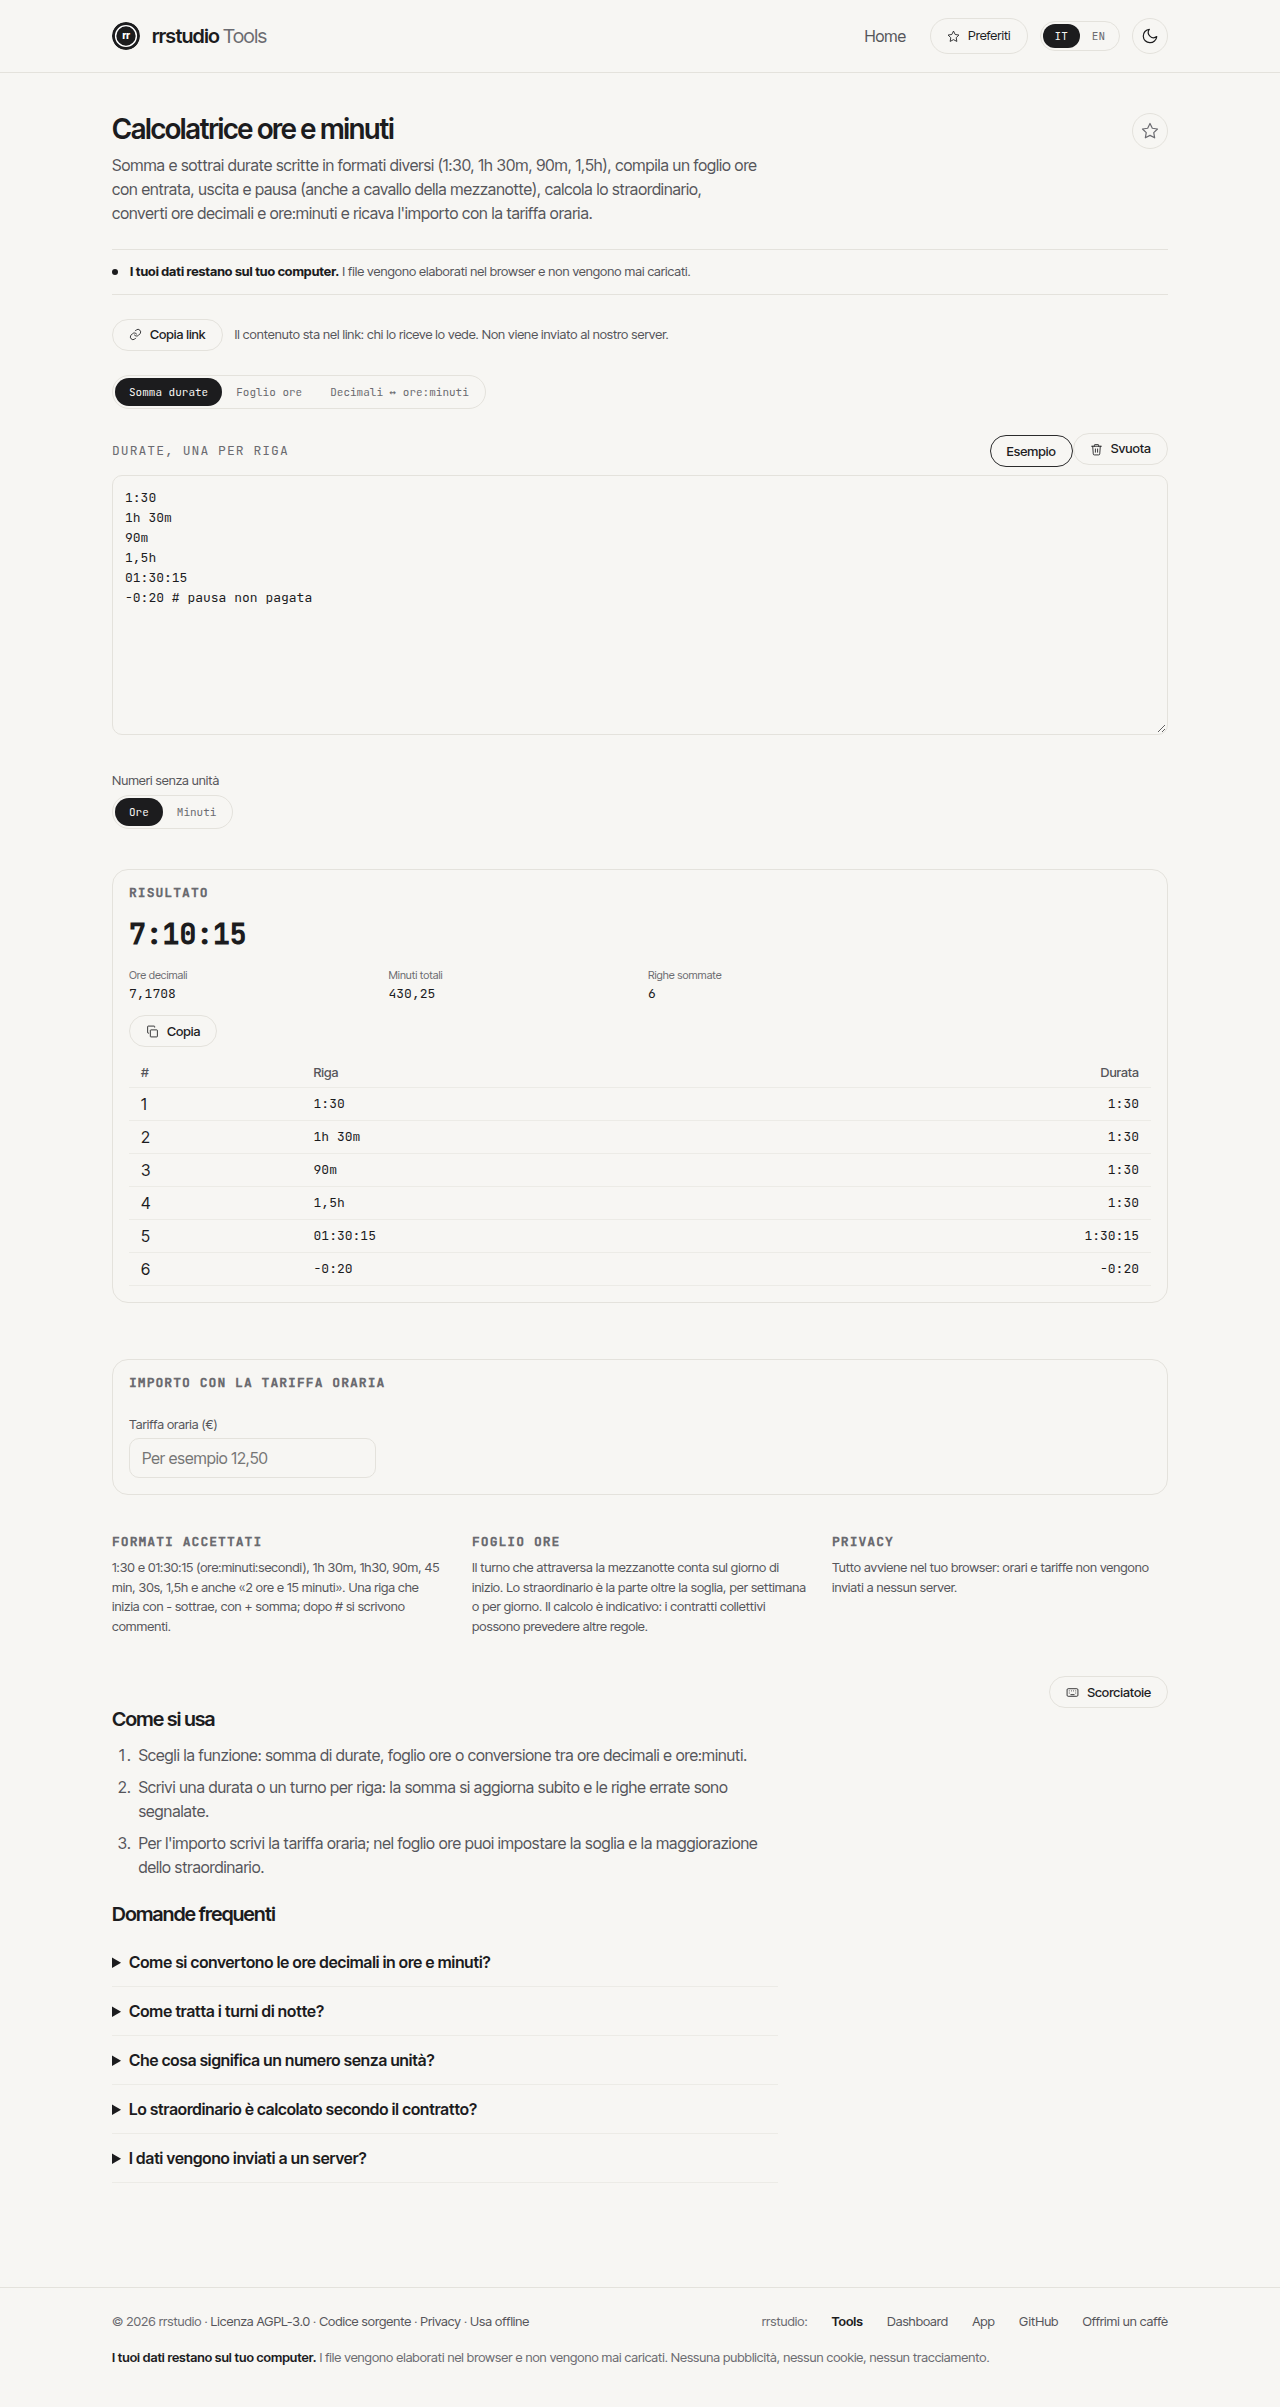 rr rrstudio Tools
Home Preferiti IT EN
Calcolatrice ore e minuti
Somma e sottrai durate scritte in formati diversi (1:30, 1h 30m, 90m, 1,5h), compila un foglio ore
con entrata, uscita e pausa (anche a cavallo della mezzanotte), calcola lo straordinario,
converti ore decimali e ore:minuti e ricava l'importo con la tariffa oraria.
I tuoi dati restano sul tuo computer. I file vengono elaborati nel browser e non vengono mai caricati.
Copia link Il contenuto sta nel link: chi lo riceve lo vede. Non viene inviato al nostro server.
Somma durate Foglio ore Decimali ↔ ore:minuti
DURATE, UNA PER RIGA
Esempio Svuota
1:30
1h 30m
90m
1,5h
01:30:15
-0:20 # pausa non pagata
Numeri senza unità
Ore Minuti
RISULTATO
7:10:15
Ore decimali Minuti totali Righe sommate
7,1708 430,25 6
Copia
# Riga Durata
1 1:30 1:30
2 1h 30m 1:30
3 90m 1:30
4 1,5h 1:30
5 01:30:15 1:30:15
6 -0:20 -0:20
IMPORTO CON LA TARIFFA ORARIA
Tariffa oraria (€)
Per esempio 12,50
FORMATI ACCETTATI
1:30 e 01:30:15 (ore:minuti:secondi), 1h 30m, 1h30, 90m, 45
min, 30s, 1,5h e anche «2 ore e 15 minuti». Una riga che
inizia con - sottrae, con + somma; dopo # si scrivono
commenti.
FOGLIO ORE
Il turno che attraversa la mezzanotte conta sul giorno di
inizio. Lo straordinario è la parte oltre la soglia, per settimana
o per giorno. Il calcolo è indicativo: i contratti collettivi
possono prevedere altre regole.
PRIVACY
Tutto avviene nel tuo browser: orari e tariffe non vengono
inviati a nessun server.
Scorciatoie
Come si usa
1. Scegli la funzione: somma di durate, foglio ore o conversione tra ore decimali e ore:minuti.
2. Scrivi una durata o un turno per riga: la somma si aggiorna subito e le righe errate sono
segnalate.
3. Per l'importo scrivi la tariffa oraria; nel foglio ore puoi impostare la soglia e la maggiorazione
dello straordinario.
Domande frequenti
Come si convertono le ore decimali in ore e minuti?
Come tratta i turni di notte?
Che cosa significa un numero senza unità?
Lo straordinario è calcolato secondo il contratto?
I dati vengono inviati a un server?
© 2026 rrstudio · Licenza AGPL-3.0 · Codice sorgente · Privacy · Usa offline
rrstudio: Tools Dashboard App GitHub Offrimi un caffè
I tuoi dati restano sul tuo computer. I file vengono elaborati nel browser e non vengono mai caricati. Nessuna pubblicità, nessun cookie, nessun tracciamento.